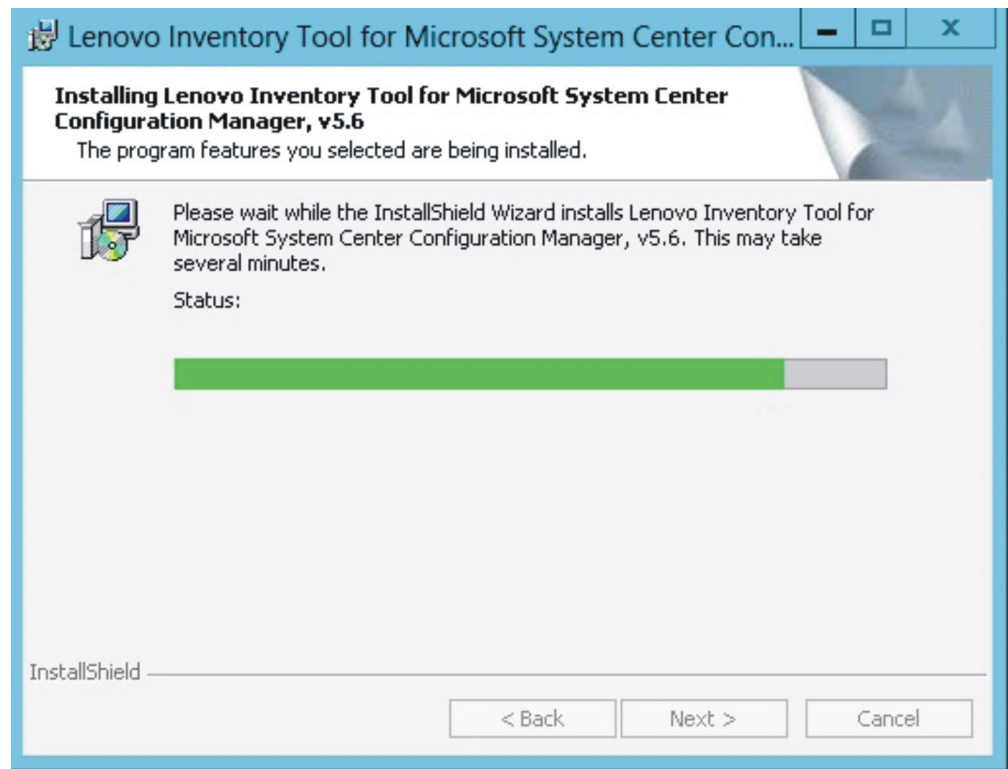 Lenovo Inventory Tool for Microsoft System Center Con...
Installing Lenovo Inventory Tool for Microsoft System Center
Configuration Manager, v5.6
The program features you selected are being installed.
Please wait while the InstallShield Wizard installs Lenovo Inventory Tool for
Microsoft System Center Configuration Manager, v5.6. This may take
several minutes.
Status:
InstallShield
< Back
Next >
Cancel